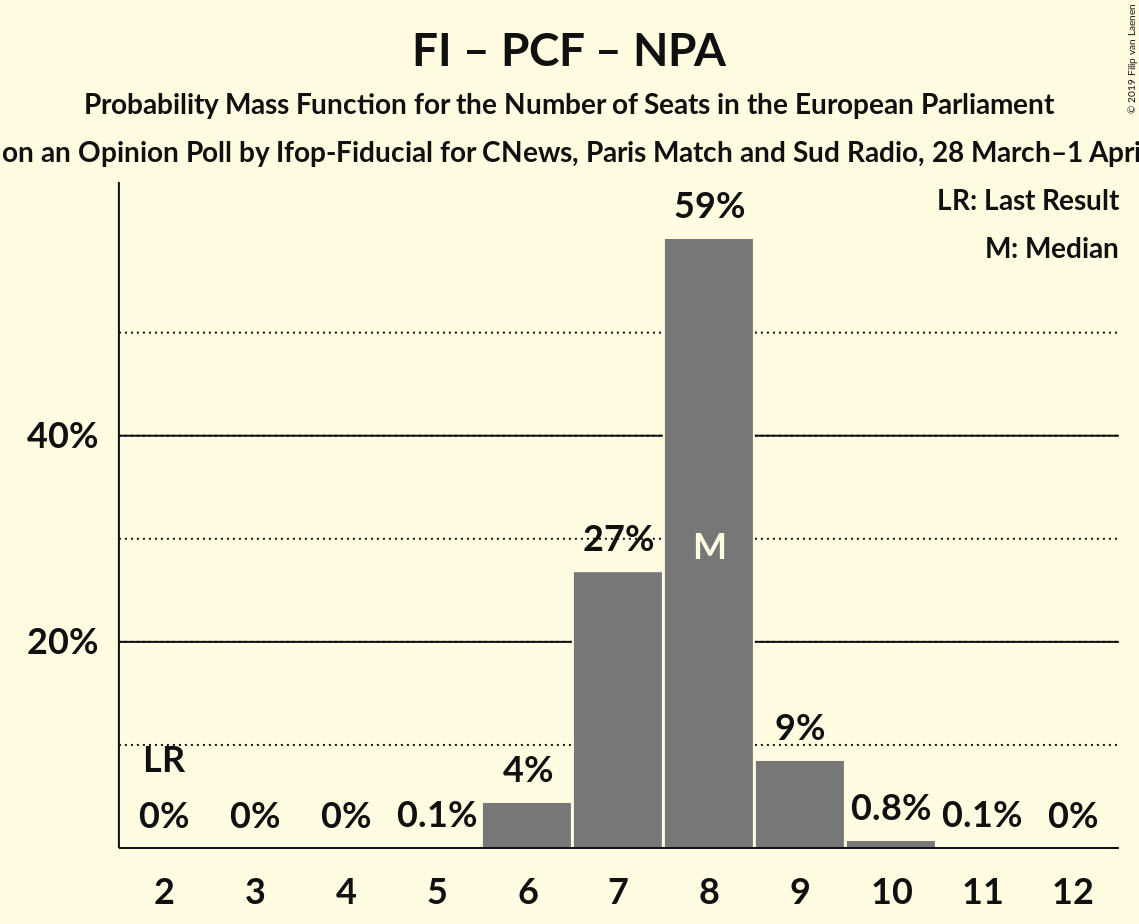 FI – PCF – NPA
Probability Mass Function for the Number of Seats in the European Parliament
on an Opinion Poll by Ifop-Fiducial for CNews, Paris Match and Sud Radio, 28 March–1 Apri
© 2019 Filip van Laenen
LR: Last Result
M: Median
59%
40%
27%
M
20%
9%
LR
4%
0% 0% 0% 0.1% 0.8% 0.1% 0%
2 3 4 5 6 7 8 9 10 11 12